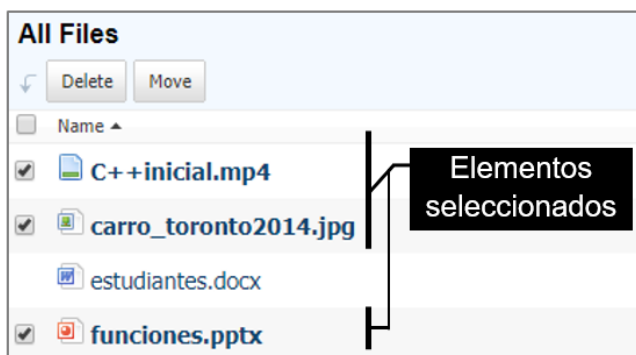 All Files
Delete Move
Name
C++inicial.mp4
carro_toronto2014.jpg
estudiantes.docx
funciones.pptx
Elementos
seleccionados